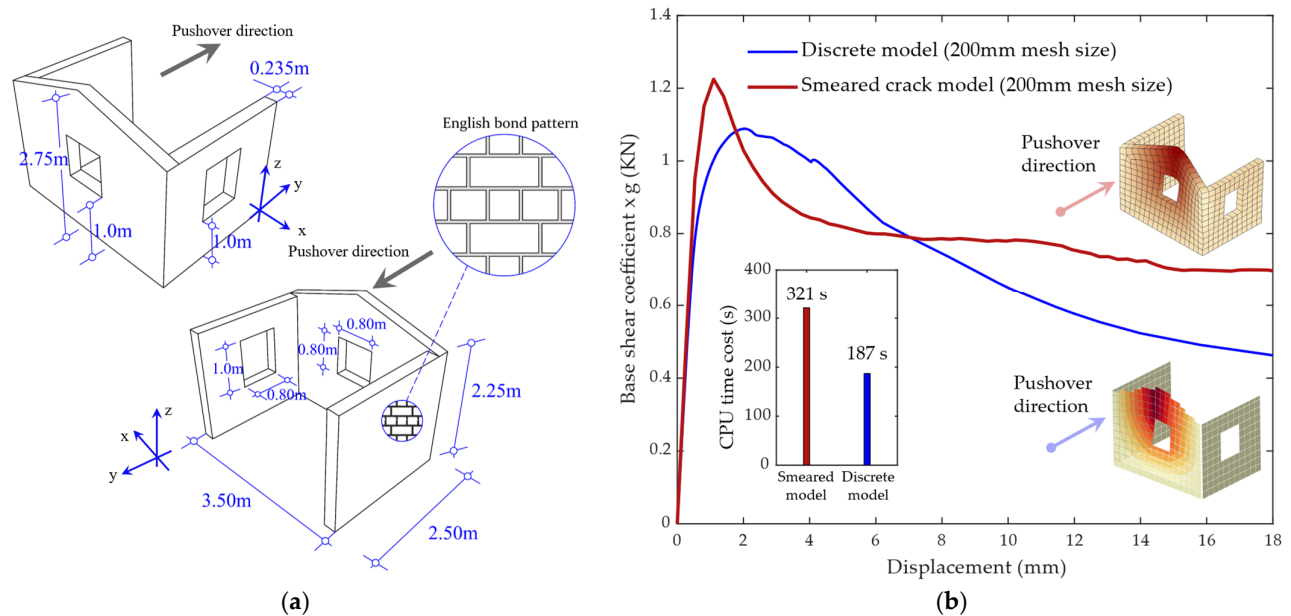 Pushover direction
0.235m
2.75m
1.0m
1.0m
z
y
x
English bond pattern
Pushover direction
0.80m
0.80m
1.0m
0.80m
2.25m
z
x
y
3.50m
2.50m
(a)
1.4
1.2
1
0.8
0.6
0.4
0.2
0
Base shear coefficient x g (KN)
Discrete model (200mm mesh size)
Smeared crack model (200mm mesh size)
Pushover
direction
Pushover
direction
400
300
200
100
0
CPU time cost (s)
321 s
187 s
Smeared
model
Discrete
model
0
2
4
6
8
10
12
14
16
18
Displacement (mm)
(b)